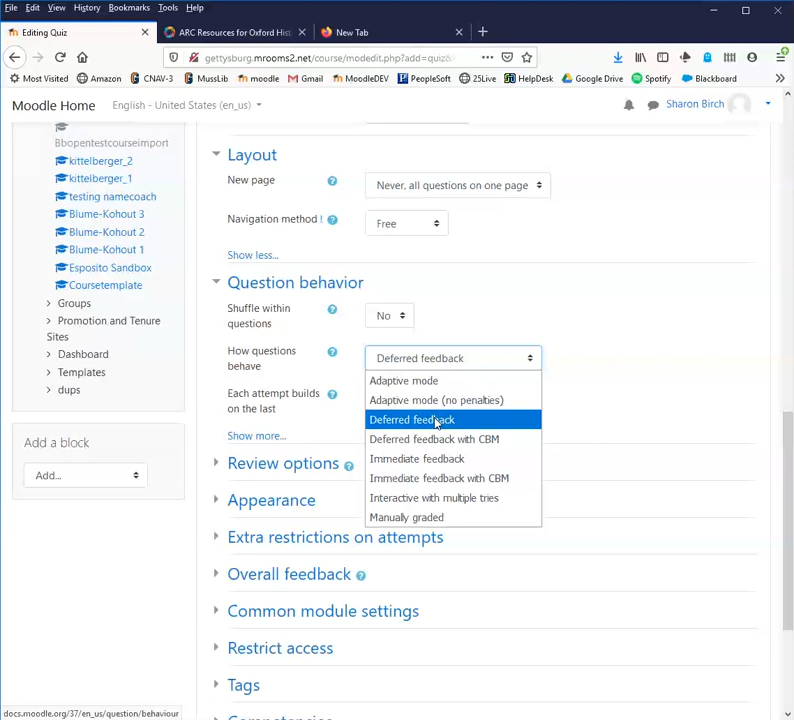 File Edit View History Bookmarks Tools Help
Editing Quiz
ARC Resources for Oxford Hist
New Tab
gettysburg.mrooms2.net/course/modedit.php?add=quiz&
Most Visited Amazon CNAV-3 MussLib moodle Gmail MoodleDEV PeopleSoft 25Live HelpDesk Google Drive Spotify Blackboard
Moodle Home English - United States (en_us) Sharon Birch
Bbopentestcourseimport
kittelberger_2
kittelberger_1
testing namecoach
Blume-Kohout 3
Blume-Kohout 2
Blume-Kohout 1
Esposito Sandbox
Coursetemplate
Groups
Promotion and Tenure
Sites
Dashboard
Templates
dups
Add a block
Add...
Layout
New page ? Never, all questions on one page
Navigation method ! ? Free
Show less...
Question behavior
Shuffle within
questions
? No
How questions
behave
? Deferred feedback
Adaptive mode
Adaptive mode (no penalties)
Deferred feedback
Deferred feedback with CBM
Immediate feedback
Immediate feedback with CBM
Interactive with multiple tries
Manually graded
Each attempt builds
on the last
?
Show more...
Review options ?
Appearance
Extra restrictions on attempts
Overall feedback ?
Common module settings
Restrict access
Tags
docs.moodle.org/37/en_us/question/behaviour